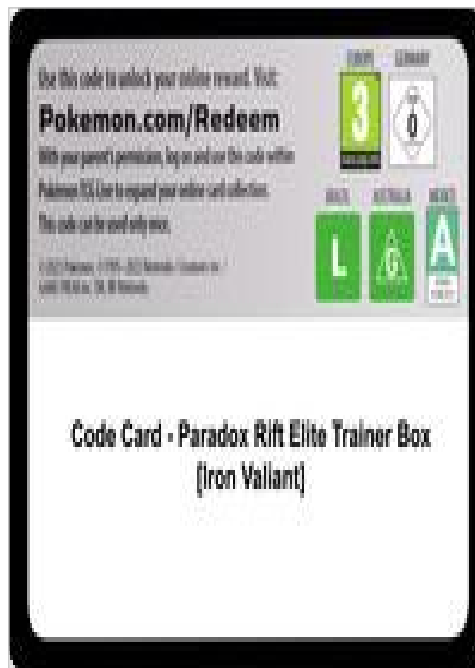 Use this code to unlock your online reward. Visit:
Pokemon.com/Redeem
With your parent's permission, log on and use this code within
Pokémon TCG Live to expand your online card collection.
This code can be used only once.
EUROPE
GERMANY
3
0
BRAZIL
AUSTRALIA
MEXICO
L
G
A
Code Card - Paradox Rift Elite Trainer Box
(Iron Valiant)